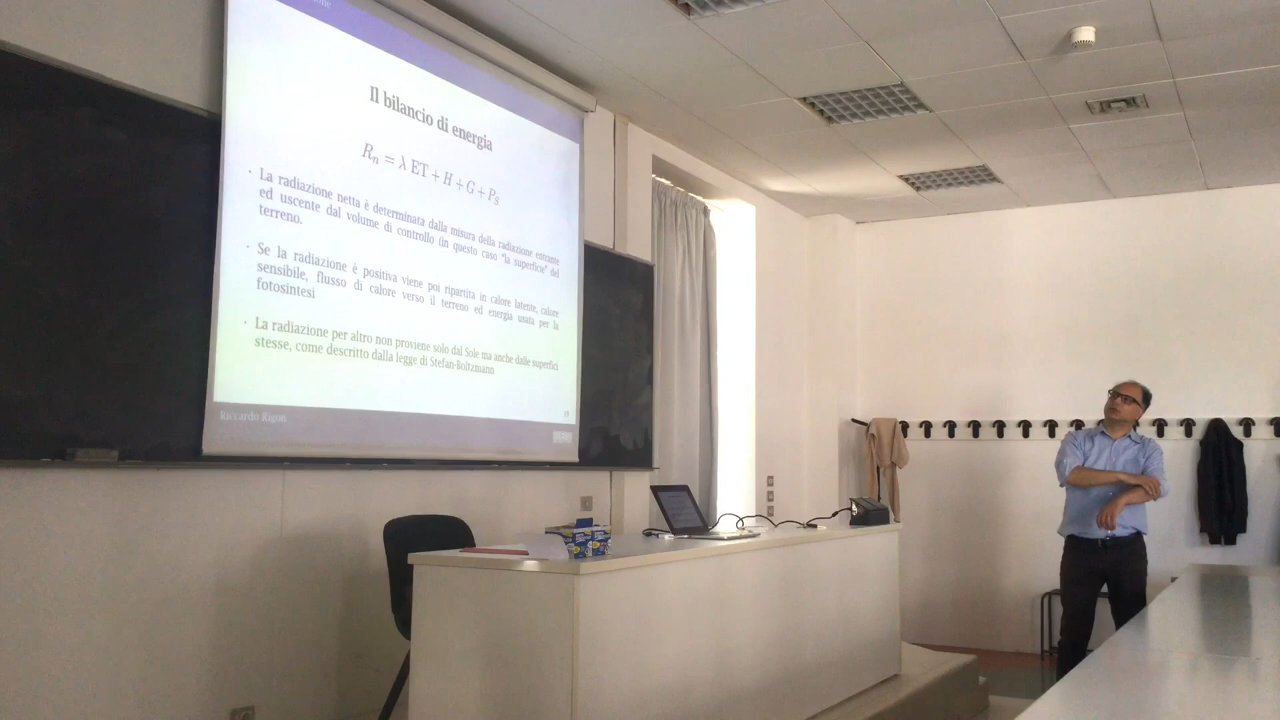 Il bilancio di energia
Rn = λ ET + H + G + PS
· La radiazione netta è determinata dalla misura della radiazione entrante
ed uscente dal volume di controllo (in questo caso "la superficie" del
terreno.
· Se la radiazione è positiva viene poi ripartita in calore latente, calore
sensibile, flusso di calore verso il terreno ed energia usata per la
fotosintesi
· La radiazione per altro non proviene solo dal Sole ma anche dalle superfici
stesse, come descritto dalla legge di Stefan-Boltzmann
Riccardo Rigon